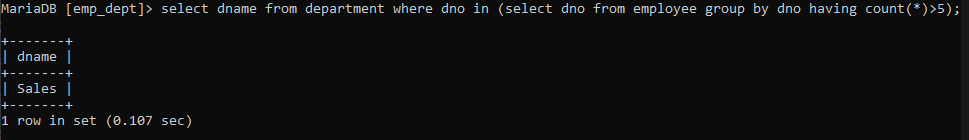 MariaDB [emp_dept]> select dname from department where dno in (select dno from employee group by dno having count(*)>5);
+-------+
| dname |
+-------+
| Sales |
+-------+
1 row in set (0.107 sec)